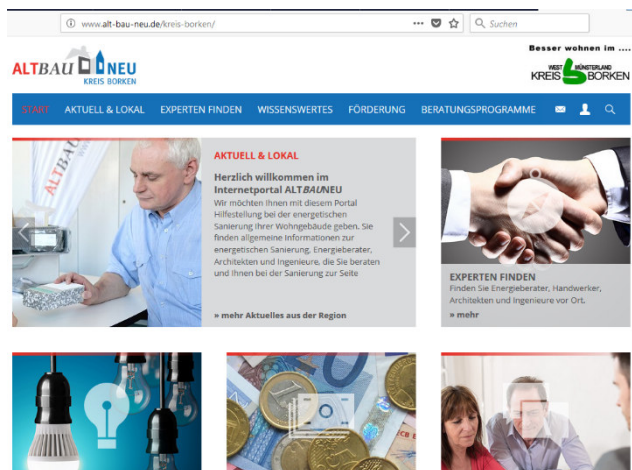 www.alt-bau-neu.de/kreis-borken/
Suchen
Besser wohnen im ....
ALTBAU NEU
KREIS BORKEN
WEST MÜNSTERLAND
KREIS BORKEN
START AKTUELL & LOKAL EXPERTEN FINDEN WISSENSWERTES FÖRDERUNG BERATUNGSPROGRAMME
ALTBAU
AKTUELL & LOKAL
Herzlich willkommen im
Internetportal ALTBAUNEU
Wir möchten Ihnen mit diesem Portal
Hilfestellung bei der energetischen
Sanierung Ihrer Wohngebäude geben. Sie
finden allgemeine Informationen zur
energetischen Sanierung, Energieberater,
Architekten und Ingenieure, die Sie beraten
und Ihnen bei der Sanierung zur Seite
» mehr Aktuelles aus der Region
EXPERTEN FINDEN
Finden Sie Energieberater, Handwerker,
Architekten und Ingenieure vor Ort.
» mehr